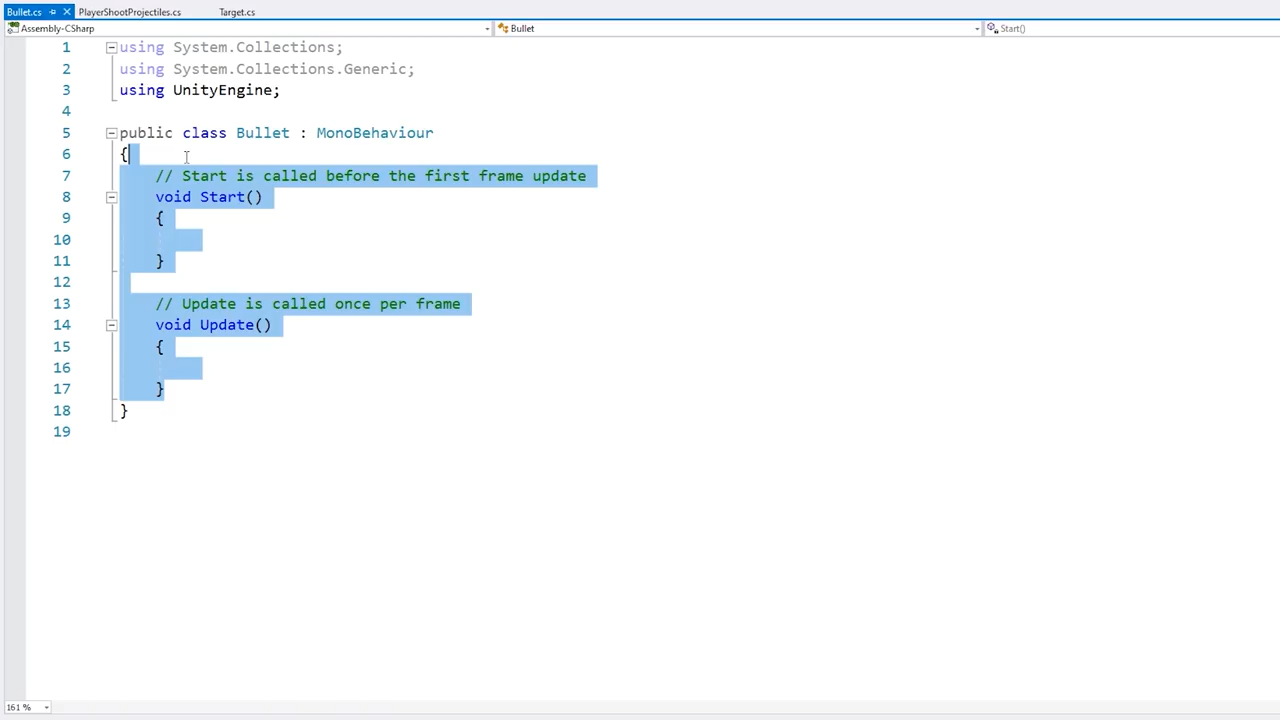 Bullet.cs PlayerShootProjectiles.cs Target.cs
Assembly-CSharp Bullet Start()
1 using System.Collections;
2 using System.Collections.Generic;
3 using UnityEngine;
4
5 public class Bullet : MonoBehaviour
6 {
7 // Start is called before the first frame update
8 void Start()
9 {
10
11 }
12
13 // Update is called once per frame
14 void Update()
15 {
16
17 }
18 }
19
161 %